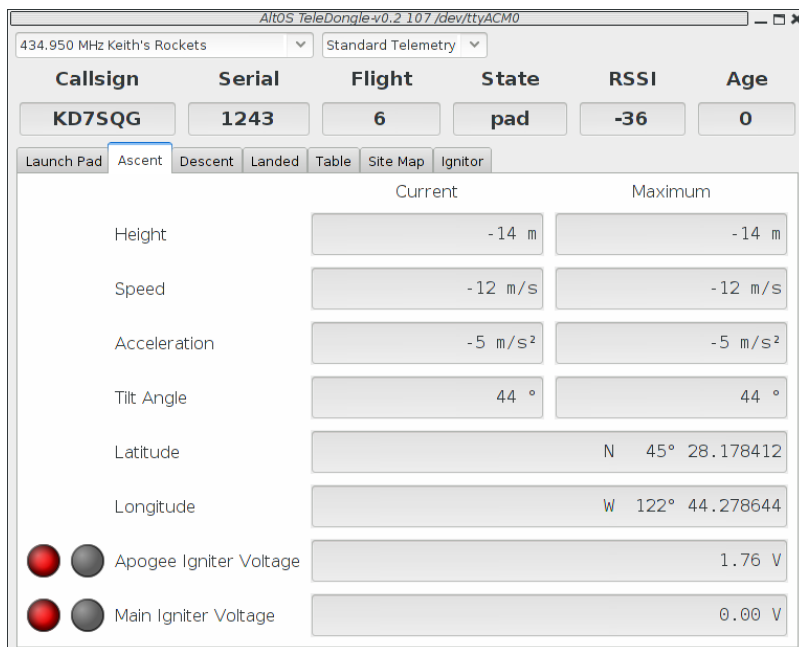 AltOS TeleDongle-v0.2 107 /dev/ttyACM0
434.950 MHz Keith's Rockets Standard Telemetry
Callsign Serial Flight State RSSI Age
KD7SQG 1243 6 pad -36 0
Launch Pad Ascent Descent Landed Table Site Map Ignitor
Current Maximum
Height -14 m -14 m
Speed -12 m/s -12 m/s
Acceleration -5 m/s² -5 m/s²
Tilt Angle 44 ° 44 °
Latitude N 45° 28.178412
Longitude W 122° 44.278644
Apogee Igniter Voltage 1.76 V
Main Igniter Voltage 0.00 V